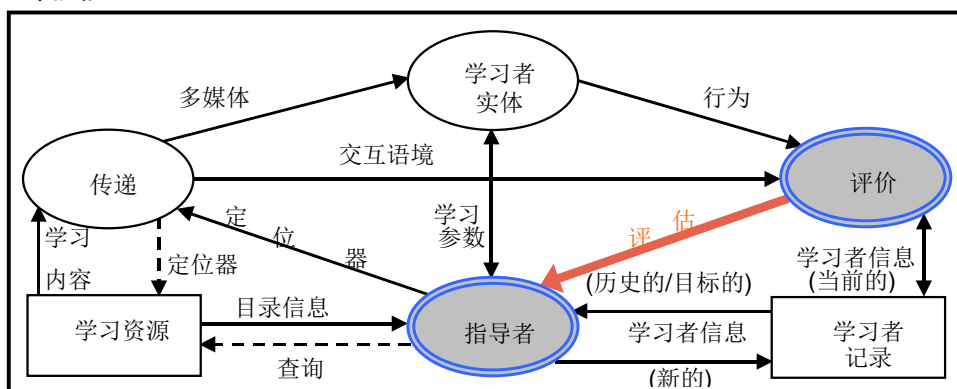 学习者
实体
多媒体
行为
交互语境
传递
评价
定位器
学习
参数
评估
学习
内容
定位器
学习者信息
(当前的)
(历史的/目标的)
目录信息
学习资源
指导者
学习者信息
学习者
记录
查询
(新的)